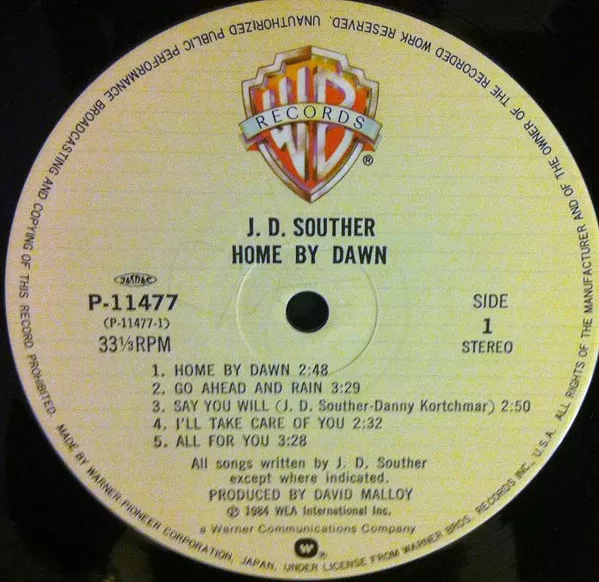 ALL RIGHTS OF THE MANUFACTURER AND OF THE OWNER OF THE RECORDED WORK RESERVED. UNAUTHORIZED PUBLIC PERFORMANCE BROADCASTING AND COPYING OF THIS RECORD PROHIBITED.
WB
RECORDS
®
J. D. SOUTHER
HOME BY DAWN
JASRAC
P-11477
(P-11477-1)
33⅓RPM
SIDE
1
STEREO
1. HOME BY DAWN 2:48
2. GO AHEAD AND RAIN 3:29
3. SAY YOU WILL (J. D. Souther-Danny Kortchmar) 2:50
4. I'LL TAKE CARE OF YOU 2:32
5. ALL FOR YOU 3:28
All songs written by J. D. Souther
except where indicated.
PRODUCED BY DAVID MALLOY
Ⓟ 1984 WEA International Inc.
a Warner Communications Company
W ®
MADE BY WARNER-PIONEER CORPORATION, JAPAN, UNDER LICENSE FROM WARNER BROS. RECORDS INC., U.S.A.